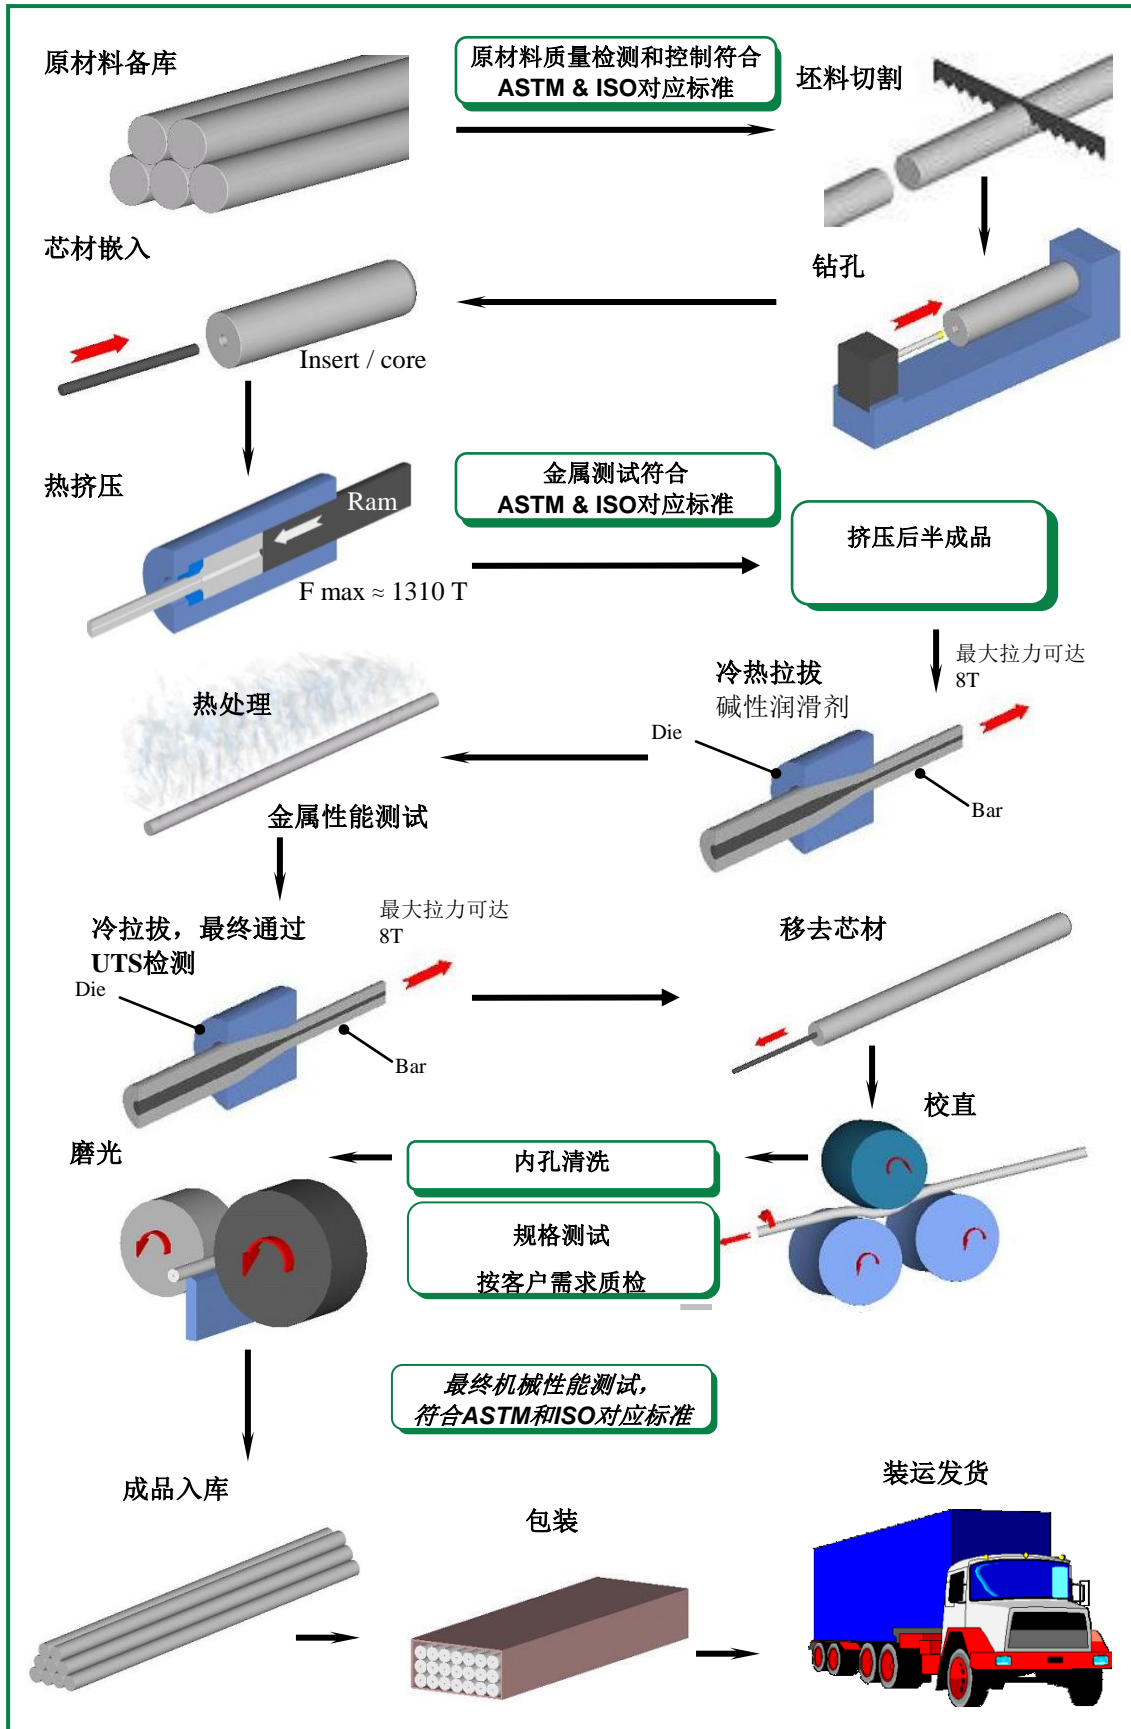 原材料备库
原材料质量检测和控制符合
ASTM & ISO对应标准
坯料切割
芯材嵌入
钻孔
Insert / core
热挤压
Ram
F max ≈ 1310 T
金属测试符合
ASTM & ISO对应标准
挤压后半成品
最大拉力可达
8T
冷热拉拔
碱性润滑剂
Die
Bar
热处理
金属性能测试
冷拉拔，最终通过
UTS检测
最大拉力可达
8T
Die
Bar
移去芯材
校直
内孔清洗
规格测试
按客户需求质检
磨光
最终机械性能测试，
符合ASTM和ISO对应标准
成品入库
包装
装运发货